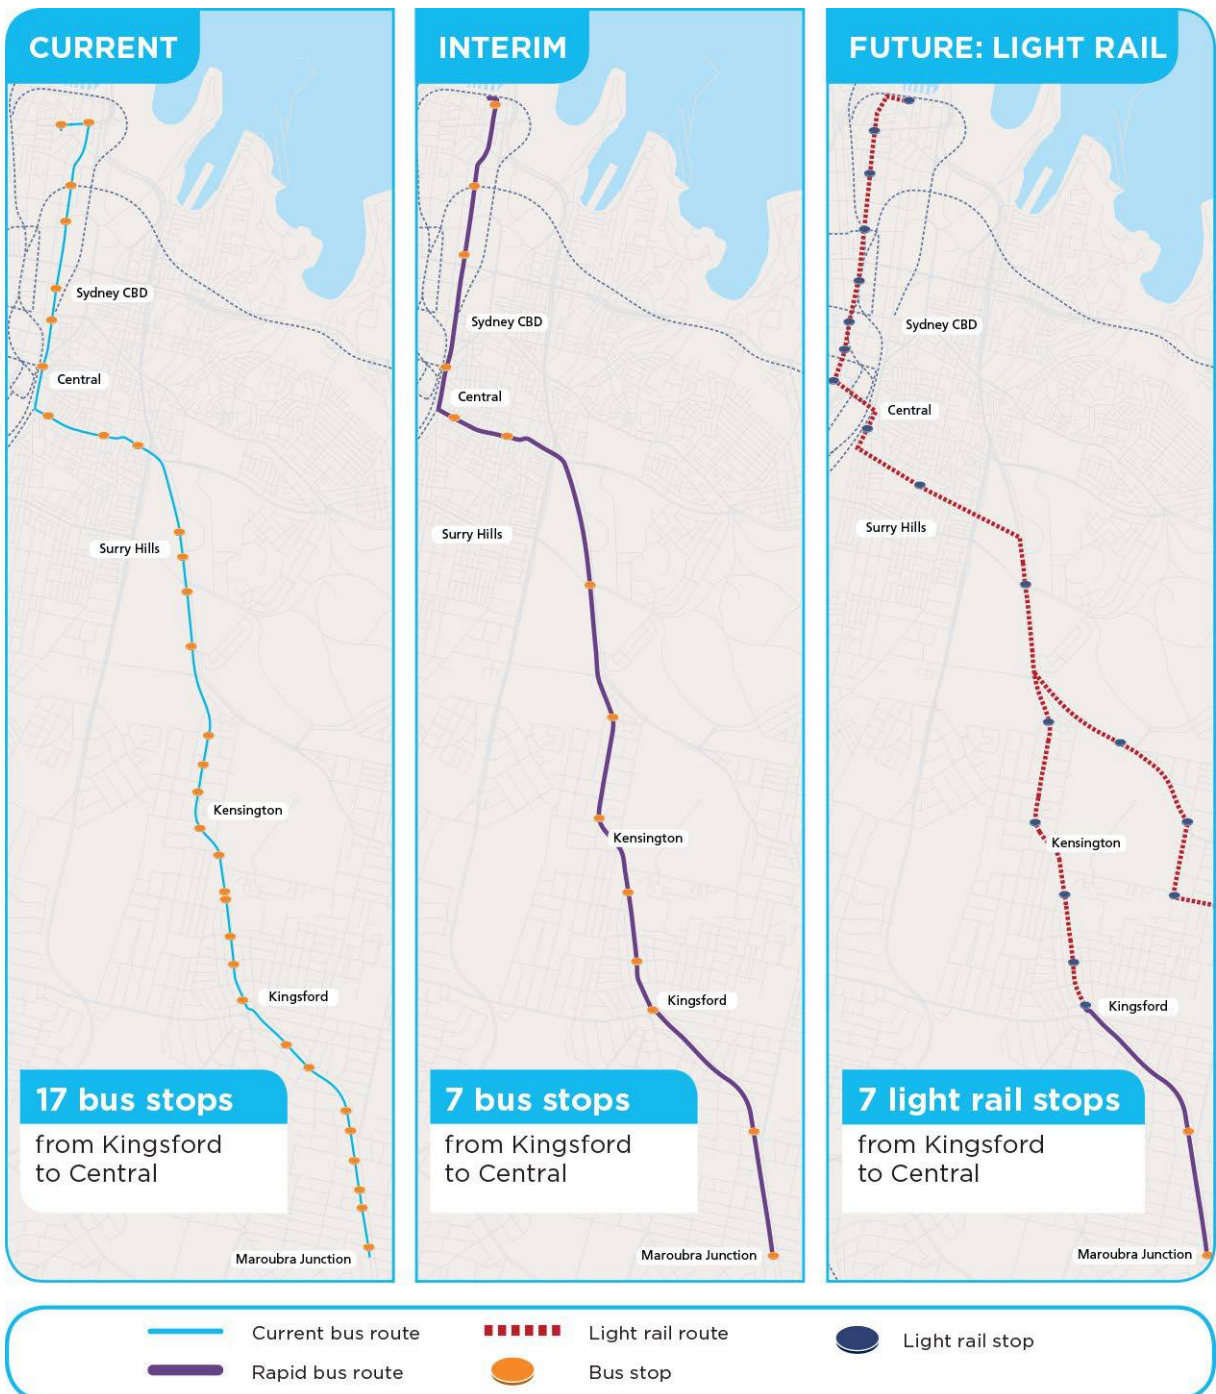 CURRENT
Sydney CBD
Central
Surry Hills
Kensington
Kingsford
17 bus stops
from Kingsford
to Central
Maroubra Junction
INTERIM
Sydney CBD
Central
Surry Hills
Kensington
Kingsford
7 bus stops
from Kingsford
to Central
Maroubra Junction
FUTURE: LIGHT RAIL
Sydney CBD
Central
Surry Hills
Kensington
Kingsford
7 light rail stops
from Kingsford
to Central
Maroubra Junction
Current bus route
Rapid bus route
Light rail route
Bus stop
Light rail stop